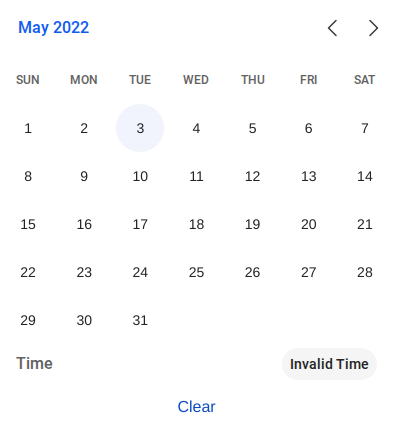 May 2022
SUN MON TUE WED THU FRI SAT
1 2 3 4 5 6 7
8 9 10 11 12 13 14
15 16 17 18 19 20 21
22 23 24 25 26 27 28
29 30 31
Time Invalid Time
Clear